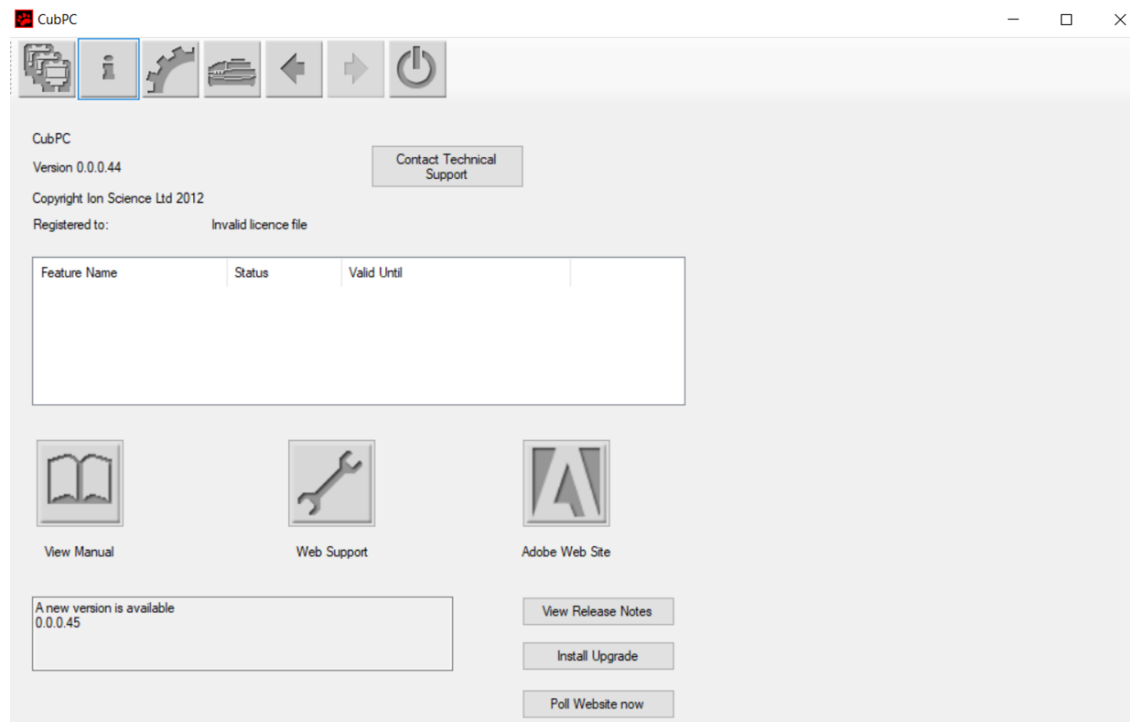 CubPC
i
CubPC
Version 0.0.0.44
Contact Technical
Support
Copyright Ion Science Ltd 2012
Registered to: Invalid licence file
Feature Name Status Valid Until
View Manual Web Support Adobe Web Site
A new version is available
0.0.0.45
View Release Notes
Install Upgrade
Poll Website now